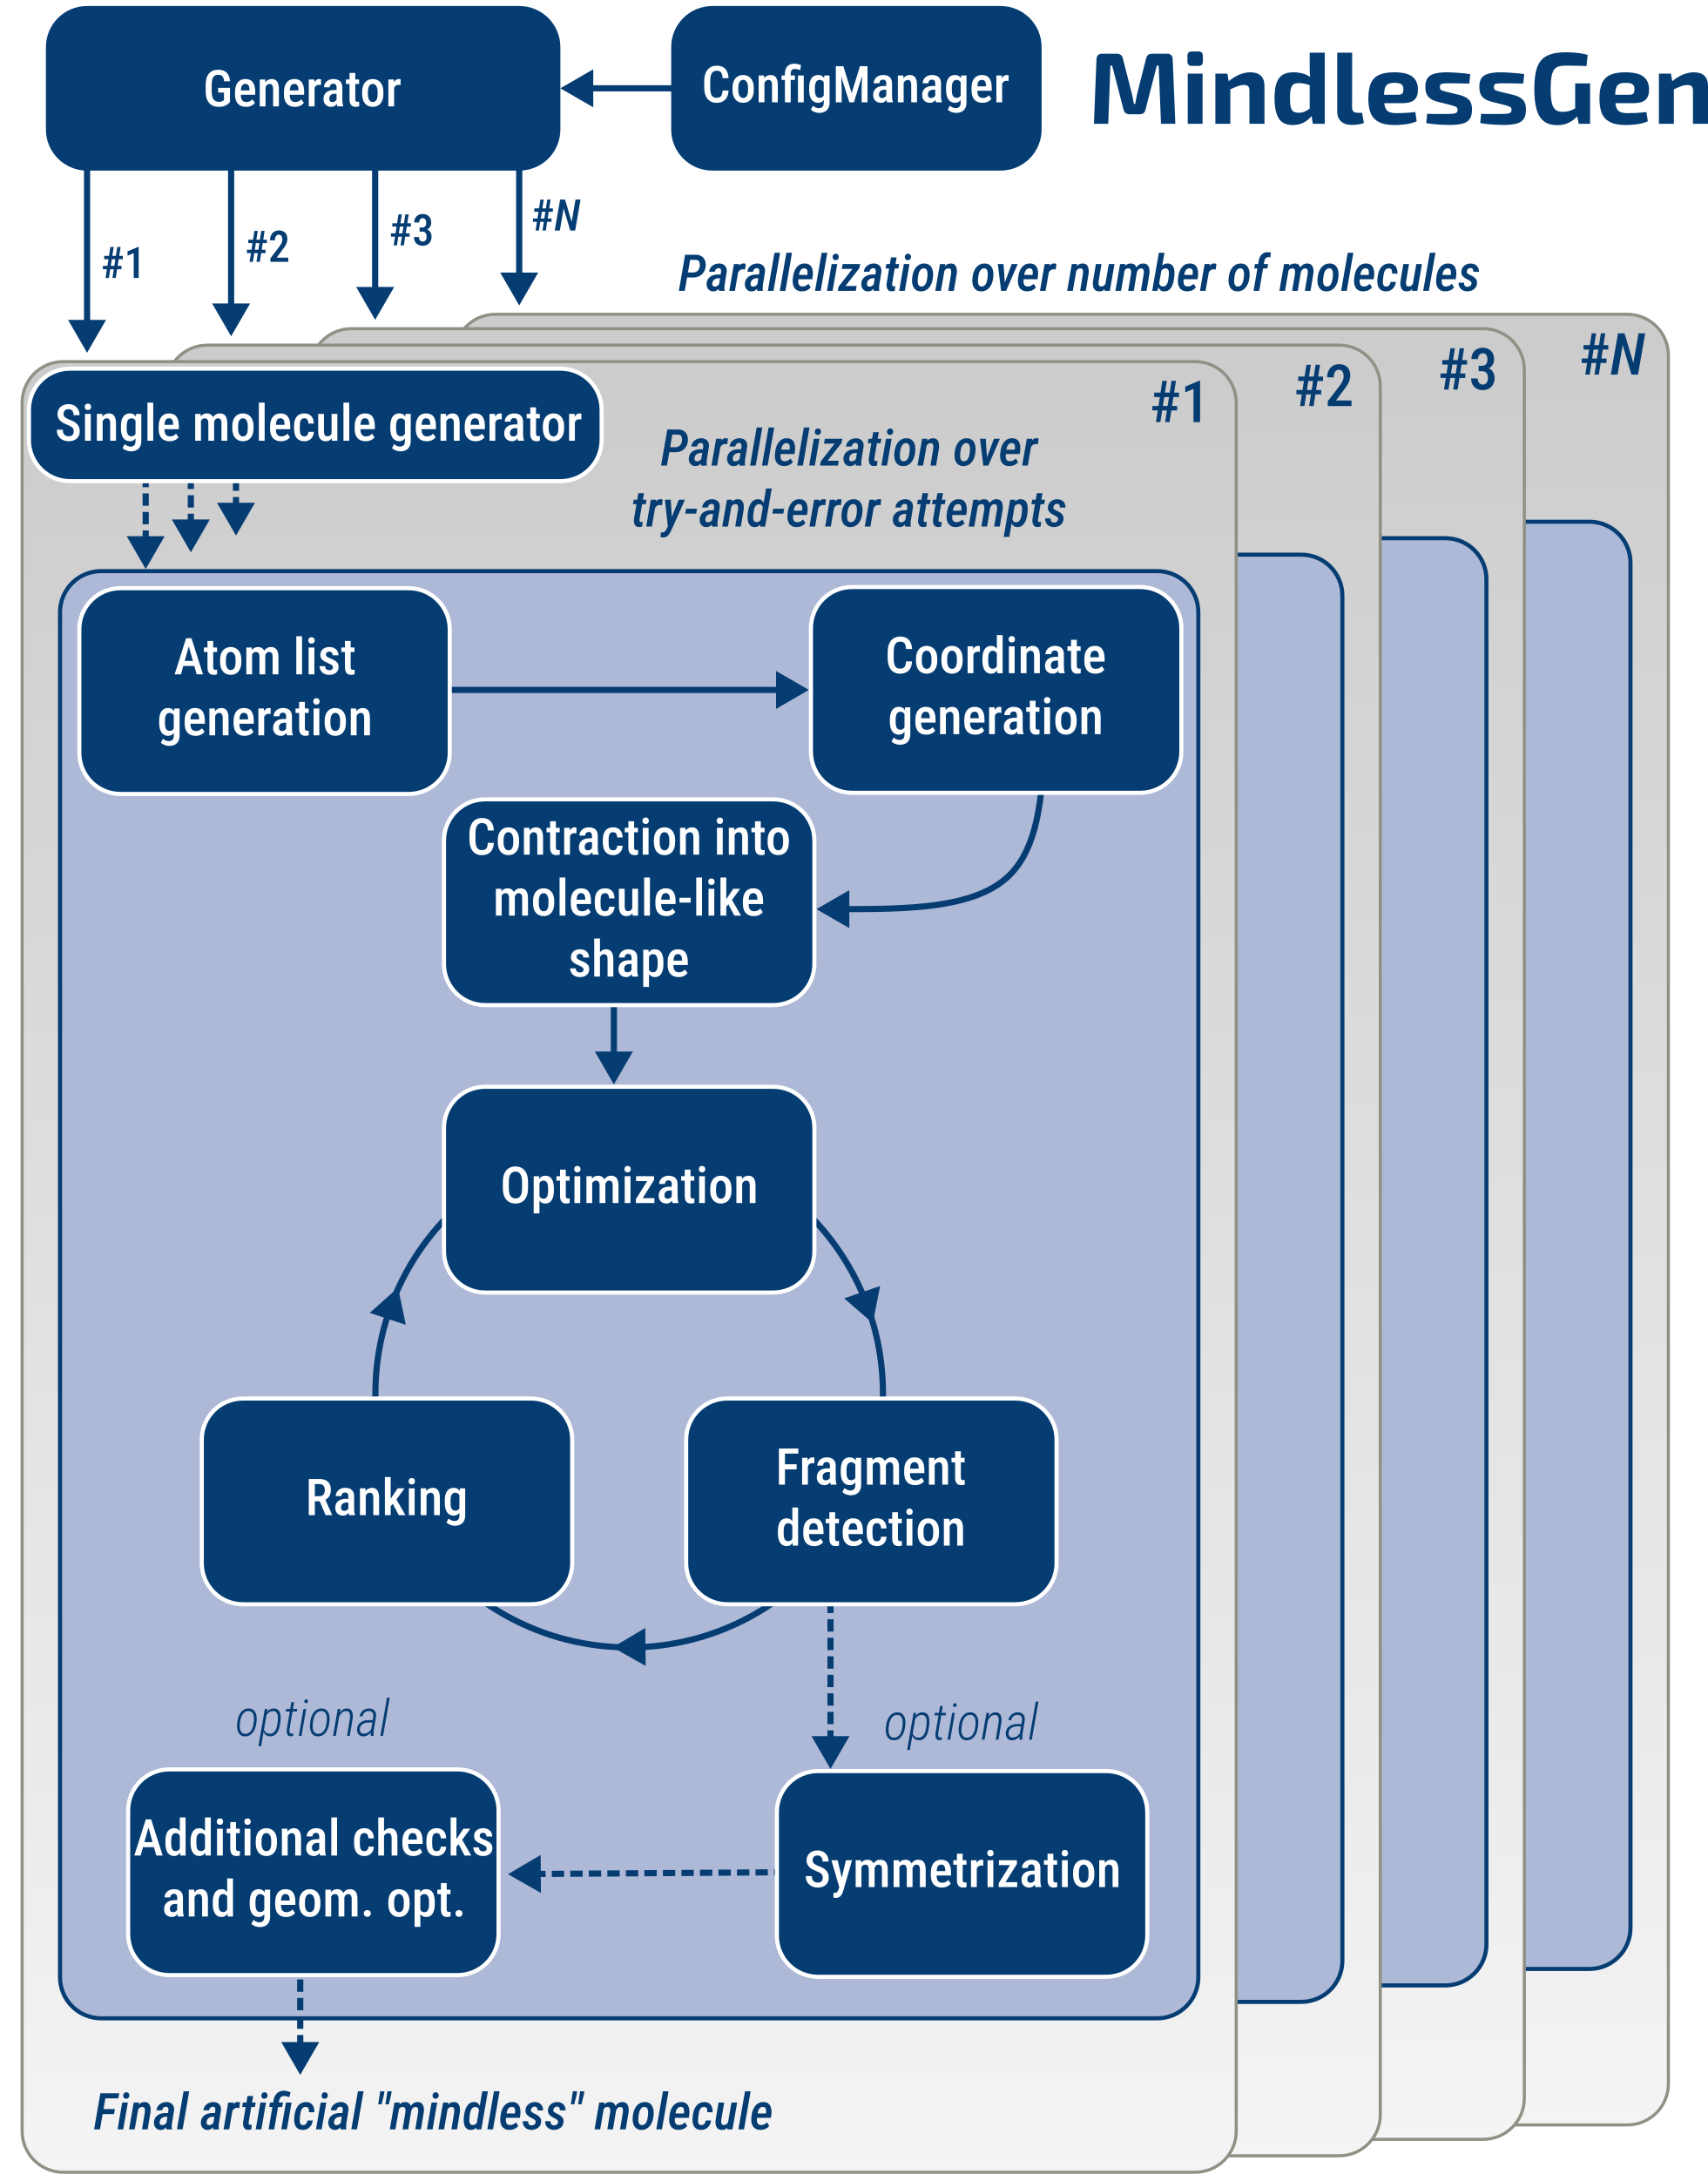 Generator
ConfigManager
MindlessGen
#1
#2
#3
#N
Parallelization over number of molecules
#1
#2
#3
#N
Single molecule generator
Parallelization over
try-and-error attempts
Atom list
generation
Coordinate
generation
Contraction into
molecule-like
shape
Optimization
Ranking
Fragment
detection
optional
optional
Additional checks
and geom. opt.
Symmetrization
Final artificial "mindless" molecule